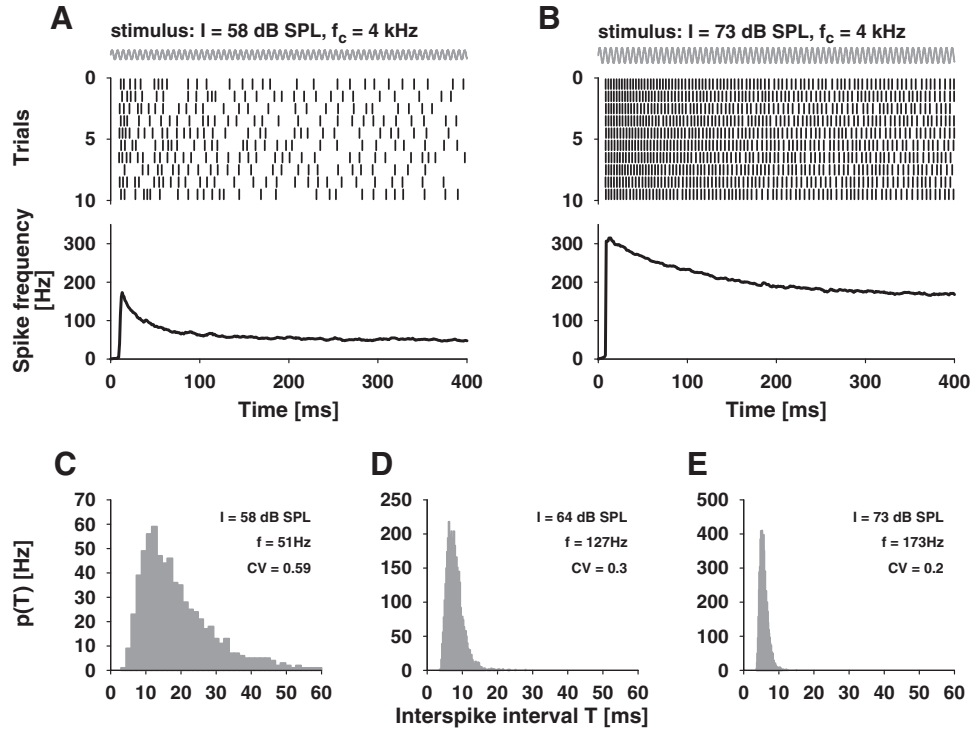 A
stimulus: I = 58 dB SPL, fc = 4 kHz
Trials
0
5
10
Spike frequency
[Hz]
300
200
100
0
0 100 200 300 400
Time [ms]
B
stimulus: I = 73 dB SPL, fc = 4 kHz
0
5
10
300
200
100
0
0 100 200 300 400
Time [ms]
C
p(T) [Hz]
70
60
50
40
30
20
10
0
I = 58 dB SPL
f = 51Hz
CV = 0.59
0 10 20 30 40 50 60
D
250
200
150
100
50
0
I = 64 dB SPL
f = 127Hz
CV = 0.3
0 10 20 30 40 50 60
Interspike interval T [ms]
E
500
400
300
200
100
0
I = 73 dB SPL
f = 173Hz
CV = 0.2
0 10 20 30 40 50 60